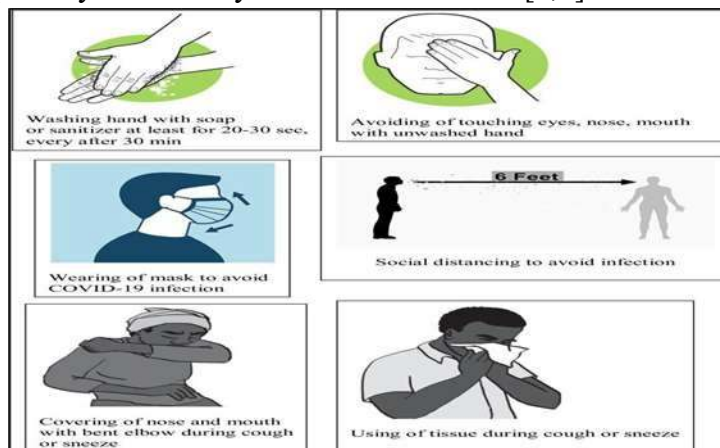 Washing hand with soap
or sanitizer at least for 20-30 sec,
every after 30 min
Avoiding of touching eyes, nose, mouth
with unwashed hand
6 Feet
Wearing of mask to avoid
COVID-19 infection
Social distancing to avoid infection
Covering of nose and mouth
with bent elbow during cough
or sneeze
Using of tissue during cough or sneeze